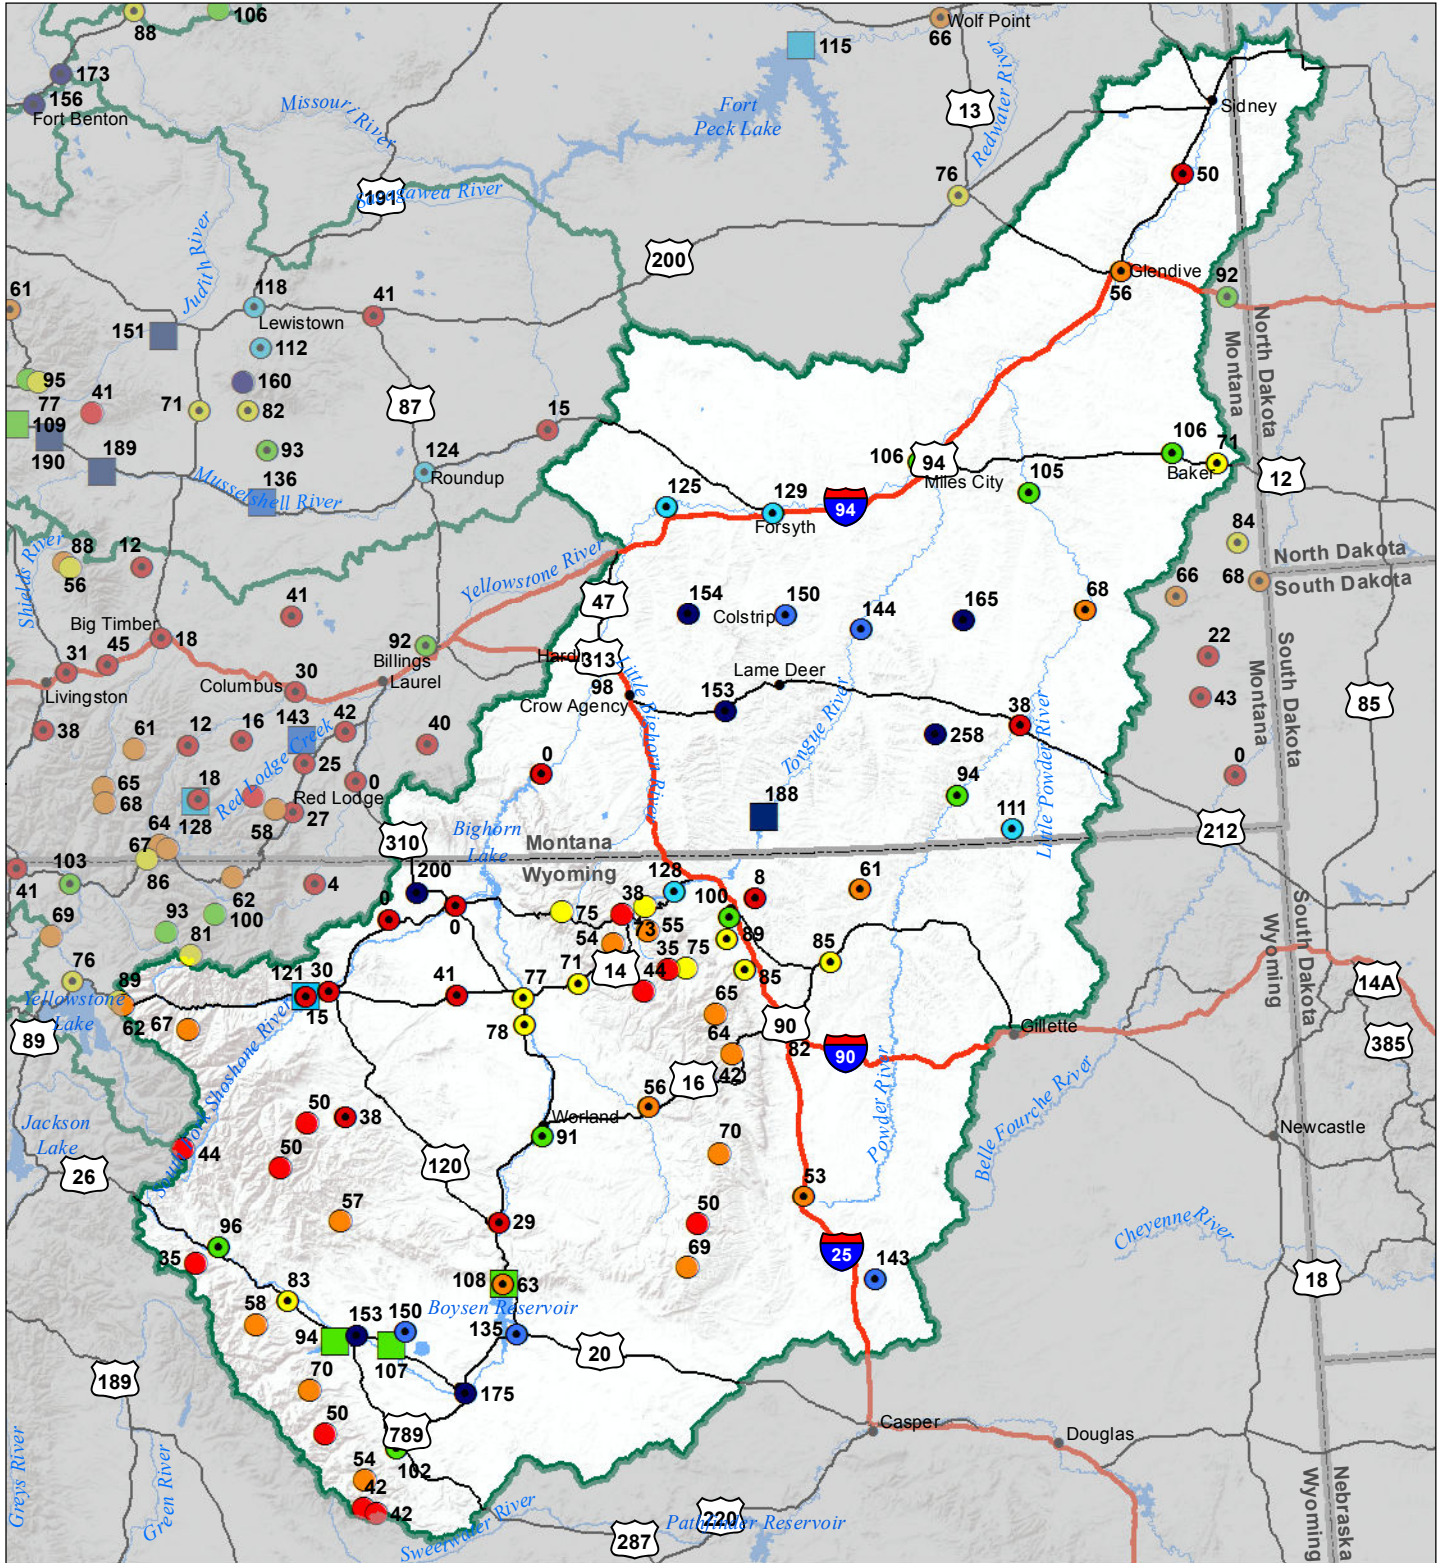 106
88
Wolf Point
66
115
173
156
Fort Benton
Missouri River
Fort
Peck Lake
13
Redwater River
Sidney
50
76
191
Sacagawea River
Judith River
200
Glendive
56
92
61
118
Lewistown
41
151
112
North Dakota
Montana
95
160
77
41
71
82
87
15
109
190
189
93
124
Roundup
136
Musselshell River
106
94
Miles City
106
71
Baker
12
105
125
129
Forsyth
94
84
North Dakota
South Dakota
Shields River
88
56
12
Yellowstone River
66
68
41
47
154
Colstrip
150
144
165
68
Big Timber
18
92
Billings
313
22
South Dakota
Montana
31
45
Livingston
Columbus
30
Laurel
Lame Deer
98
Crow Agency
Little Bighorn River
153
38
43
85
38
61
12
16
143
42
40
258
Tongue River
Little Powder River
25
0
0
0
65
68
18
128
Red Lodge Creek
58
Red Lodge
27
188
94
111
212
64
67
86
310
Bighorn
Lake
Montana
Wyoming
103
41
62
4
200
128
8
61
93
100
0
0
75
38
100
69
81
54
73
55
89
South Dakota
Wyoming
76
89
121
30
41
77
71
14
44
35
75
85
85
14A
Yellowstone
Lake
62
67
15
78
65
89
64
90
82
Gillette
385
90
South Fork Shoshone River
42
16
56
Powder River
Belle Fourche River
Jackson
Lake
50
38
Worland
91
Newcastle
44
50
70
26
120
53
57
29
50
Cheyenne River
96
35
69
25
143
18
83
108
63
Boysen Reservoir
58
153
150
94
107
135
20
189
70
175
50
789
Casper
Douglas
54
102
Greys River
Green River
42
42
Sweetwater River
220
Pathfinder Reservoir
287
Nebraska
Wyoming